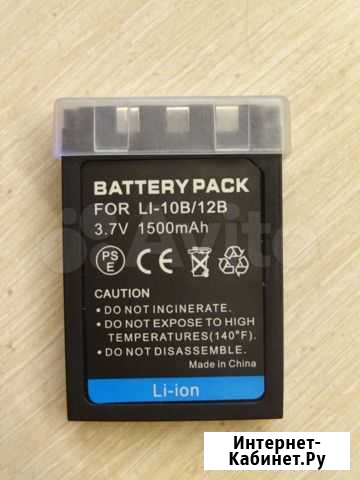 BATTERY PACK
FOR LI-10B/12B
3.7V 1500mAh
PS
E
CE
CAUTION
• DO NOT INCINERATE.
• DO NOT EXPOSE TO HIGH
TEMPERATURES(140°F).
• DO NOT DISASSEMBLE.
Made in China
Li-ion
Avito
Интернет-
Кабинет.Ру